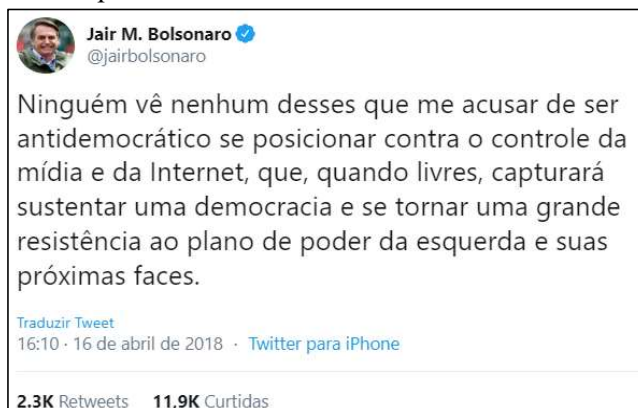 Jair M. Bolsonaro
@jairbolsonaro
Ninguém vê nenhum desses que me acusar de ser
antidemocrático se posicionar contra o controle da
mídia e da Internet, que, quando livres, capturará
sustentar uma democracia e se tornar uma grande
resistência ao plano de poder da esquerda e suas
próximas faces.
Traduzir Tweet
16:10 · 16 de abril de 2018 · Twitter para iPhone
2.3K Retweets 11.9K Curtidas